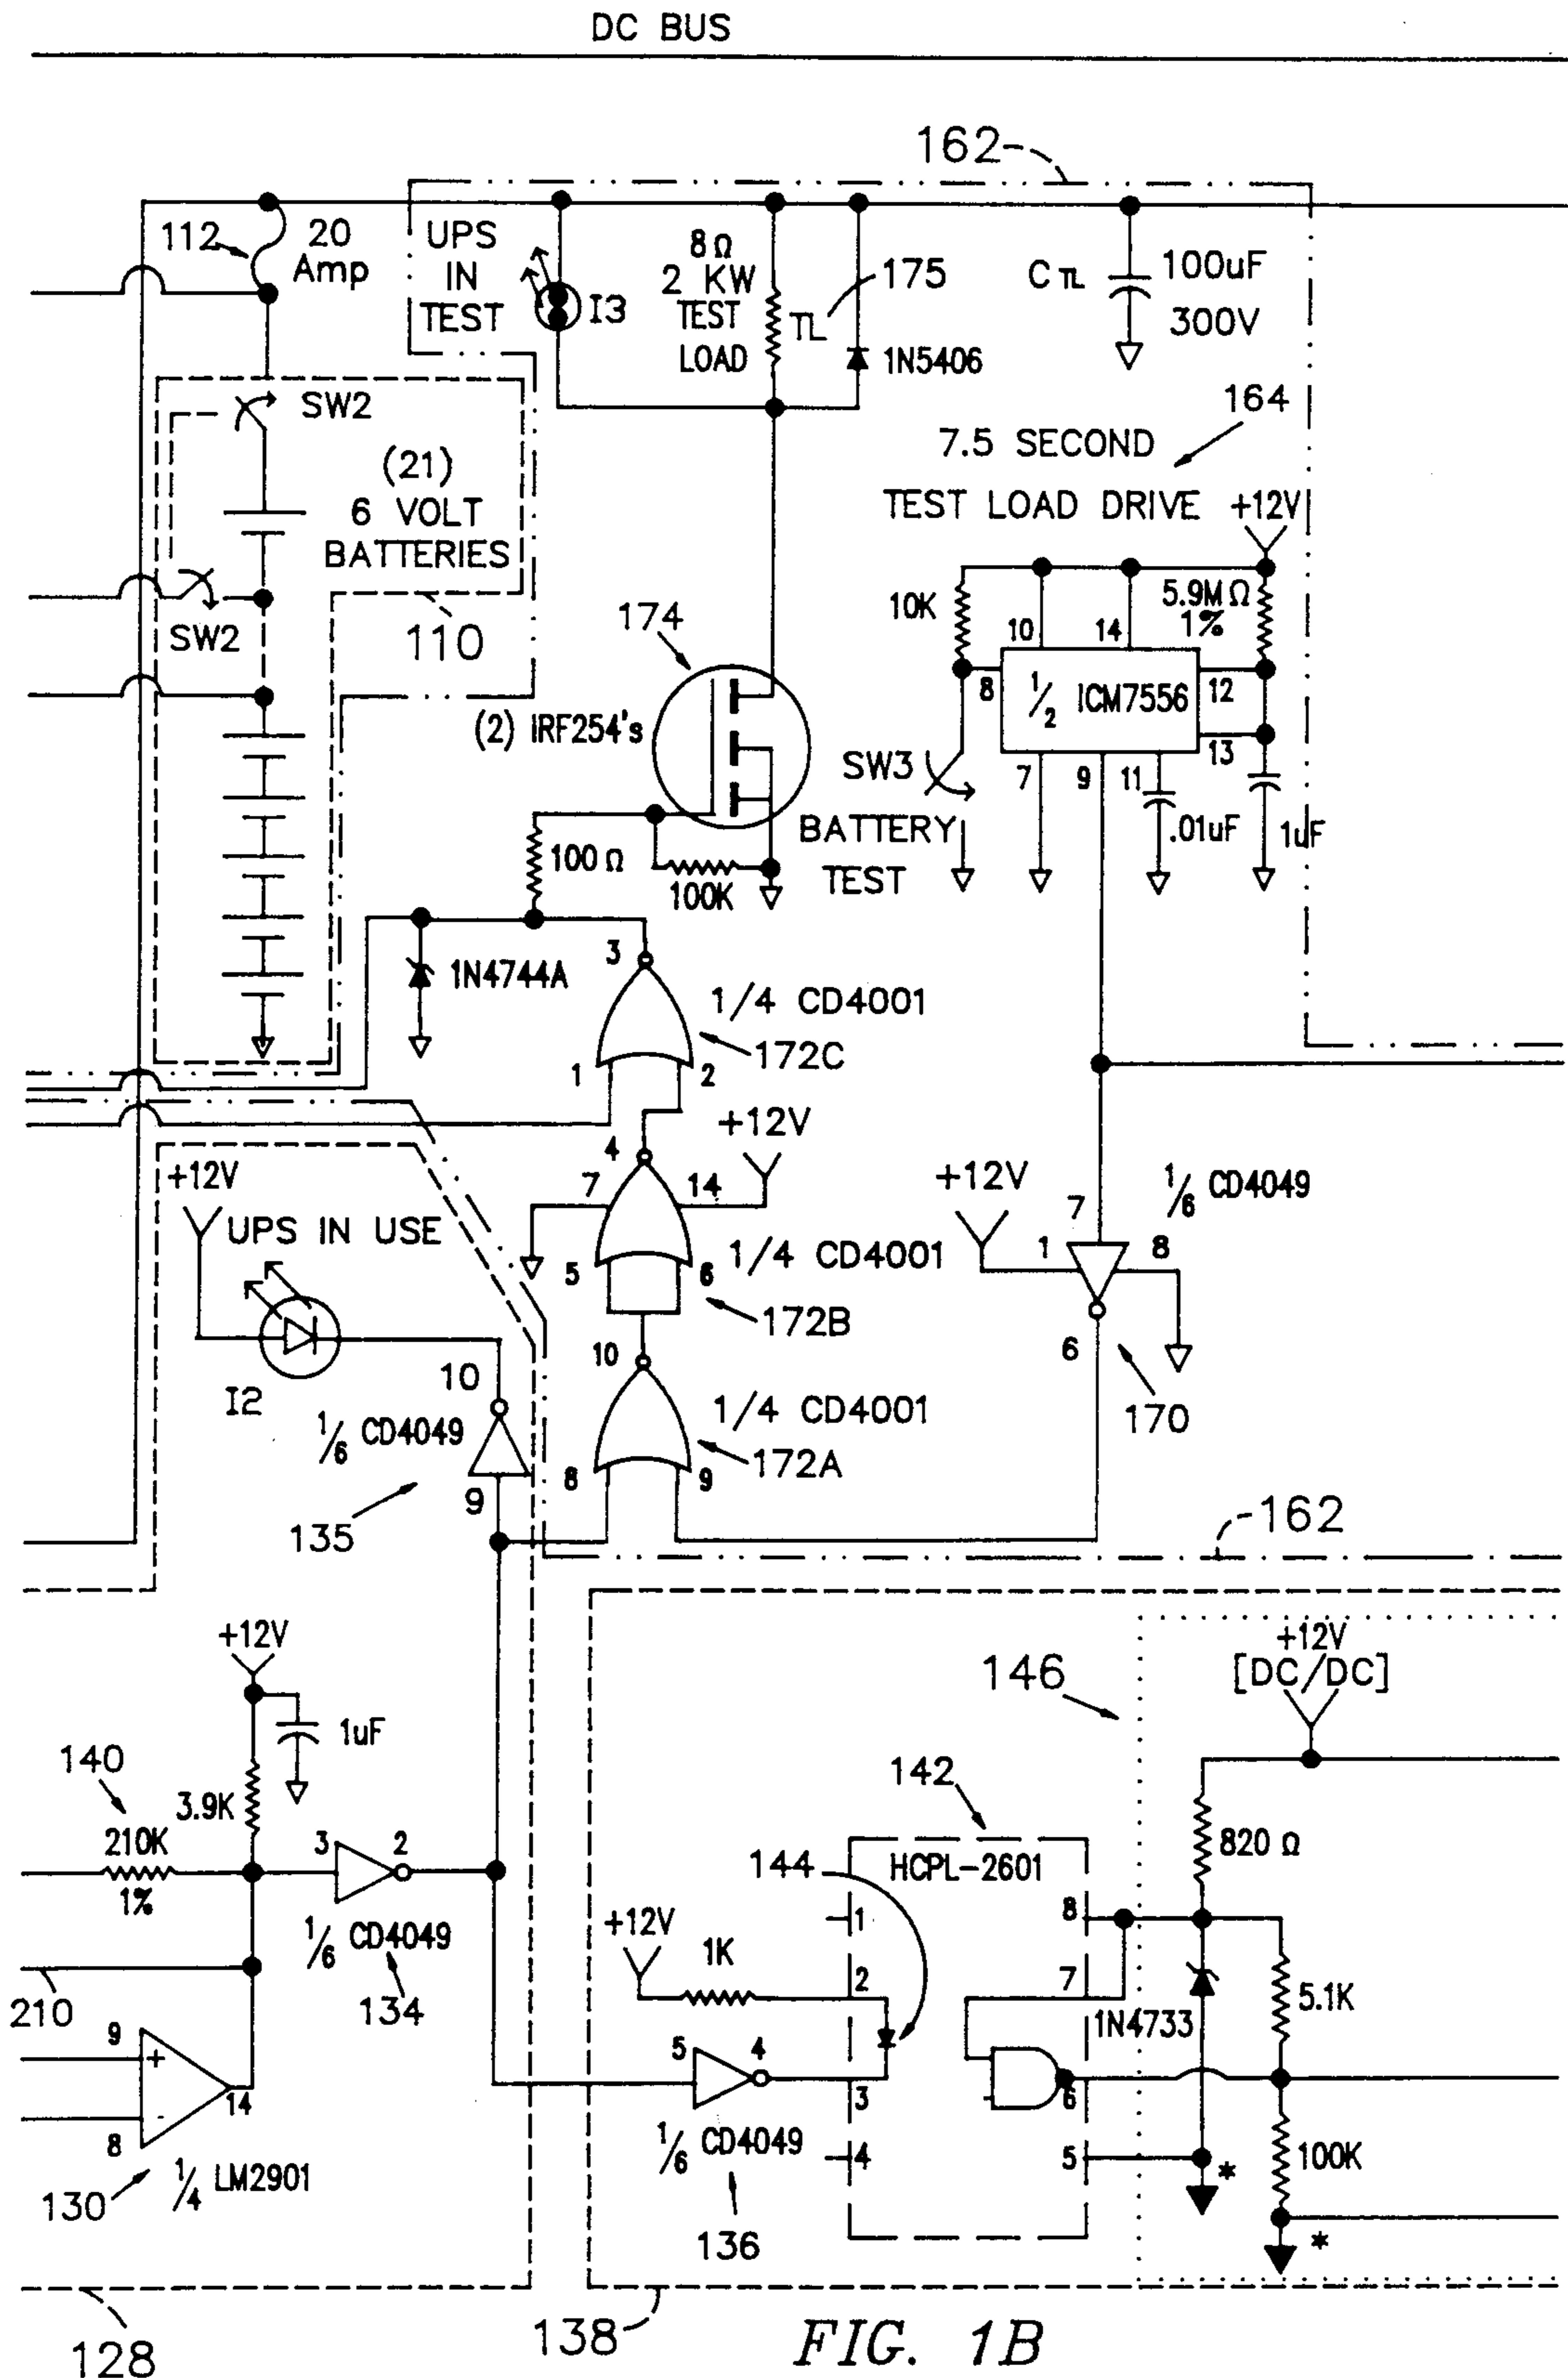 DC BUS
162
112
20
Amp
UPS
IN
TEST
I3
8Ω
2 KW
TEST
LOAD
TL
175
1N5406
C TL
100uF
300V
SW2
(21)
6 VOLT
BATTERIES
SW2
110
7.5 SECOND
TEST LOAD DRIVE
164
+12V
10K
10
14
5.9MΩ
1%
8
1/2 ICM7556
12
13
7
9
11
.01uF
1uF
SW3
BATTERY
TEST
174
(2) IRF254's
100Ω
100K
1N4744A
3
1/4 CD4001
172C
1
2
+12V
4
7
14
1/4 CD4001
5
6
172B
+12V
7
1/6 CD4049
1
8
6
170
+12V
UPS IN USE
I2
10
1/6 CD4049
9
135
10
1/4 CD4001
172A
8
9
162
+12V
1uF
140
3.9K
210K
1%
3
2
1/6 CD4049
134
210
9
+
8
-
14
130
1/4 LM2901
128
146
+12V
[DC/DC]
142
144
HCPL-2601
820 Ω
+12V
1K
1
8
2
7
1N4733
5.1K
5
4
3
6
1/6 CD4049
4
5
*
100K
136
*
138
FIG. 1B